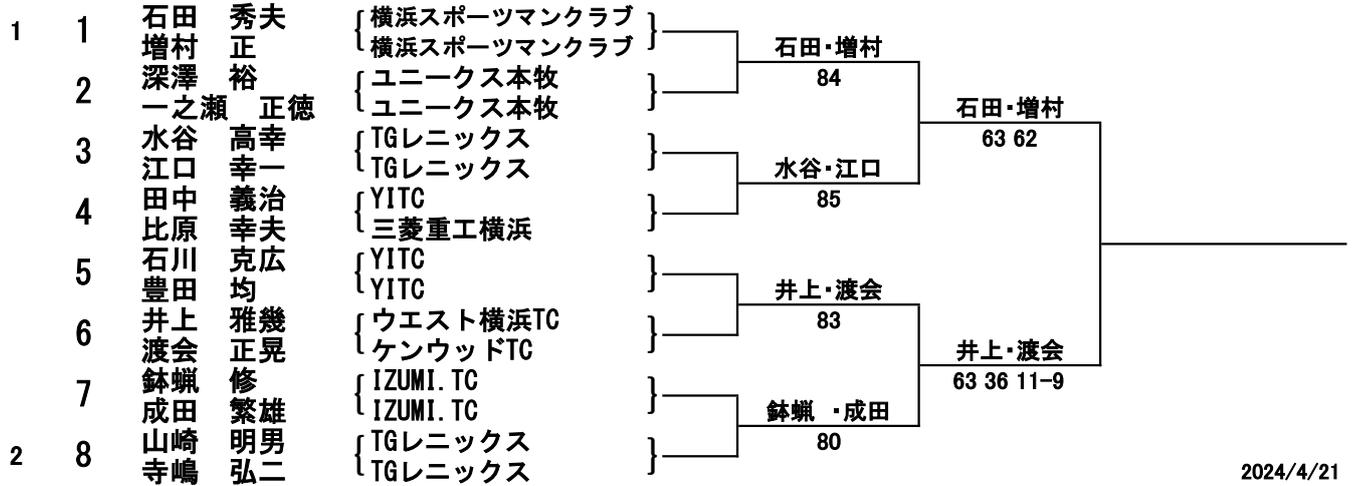 1 1 石田　秀夫 横浜スポーツマンクラブ
増村　正 横浜スポーツマンクラブ
石田・増村
84
2 深澤　裕 ユニークス本牧
一之瀬　正徳 ユニークス本牧
石田・増村
63 62
3 水谷　高幸 TGレニックス
江口　幸一 TGレニックス
水谷・江口
85
4 田中　義治 YITC
比原　幸夫 三菱重工横浜
5 石川　克広 YITC
豊田　均 YITC
井上・渡会
83
6 井上　雅幾 ウエスト横浜TC
渡会　正晃 ケンウッドTC
井上・渡会
63 36 11-9
7 鉢蝋　修 IZUMI.TC
成田　繁雄 IZUMI.TC
鉢蝋　・成田
80
2 8 山崎　明男 TGレニックス
寺嶋　弘二 TGレニックス
2024/4/21